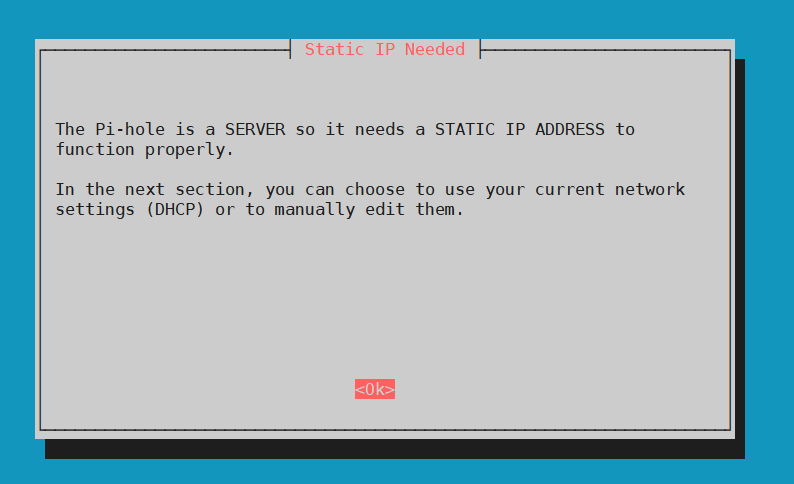 Static IP Needed
The Pi-hole is a SERVER so it needs a STATIC IP ADDRESS to
function properly.
In the next section, you can choose to use your current network
settings (DHCP) or to manually edit them.
<Ok>